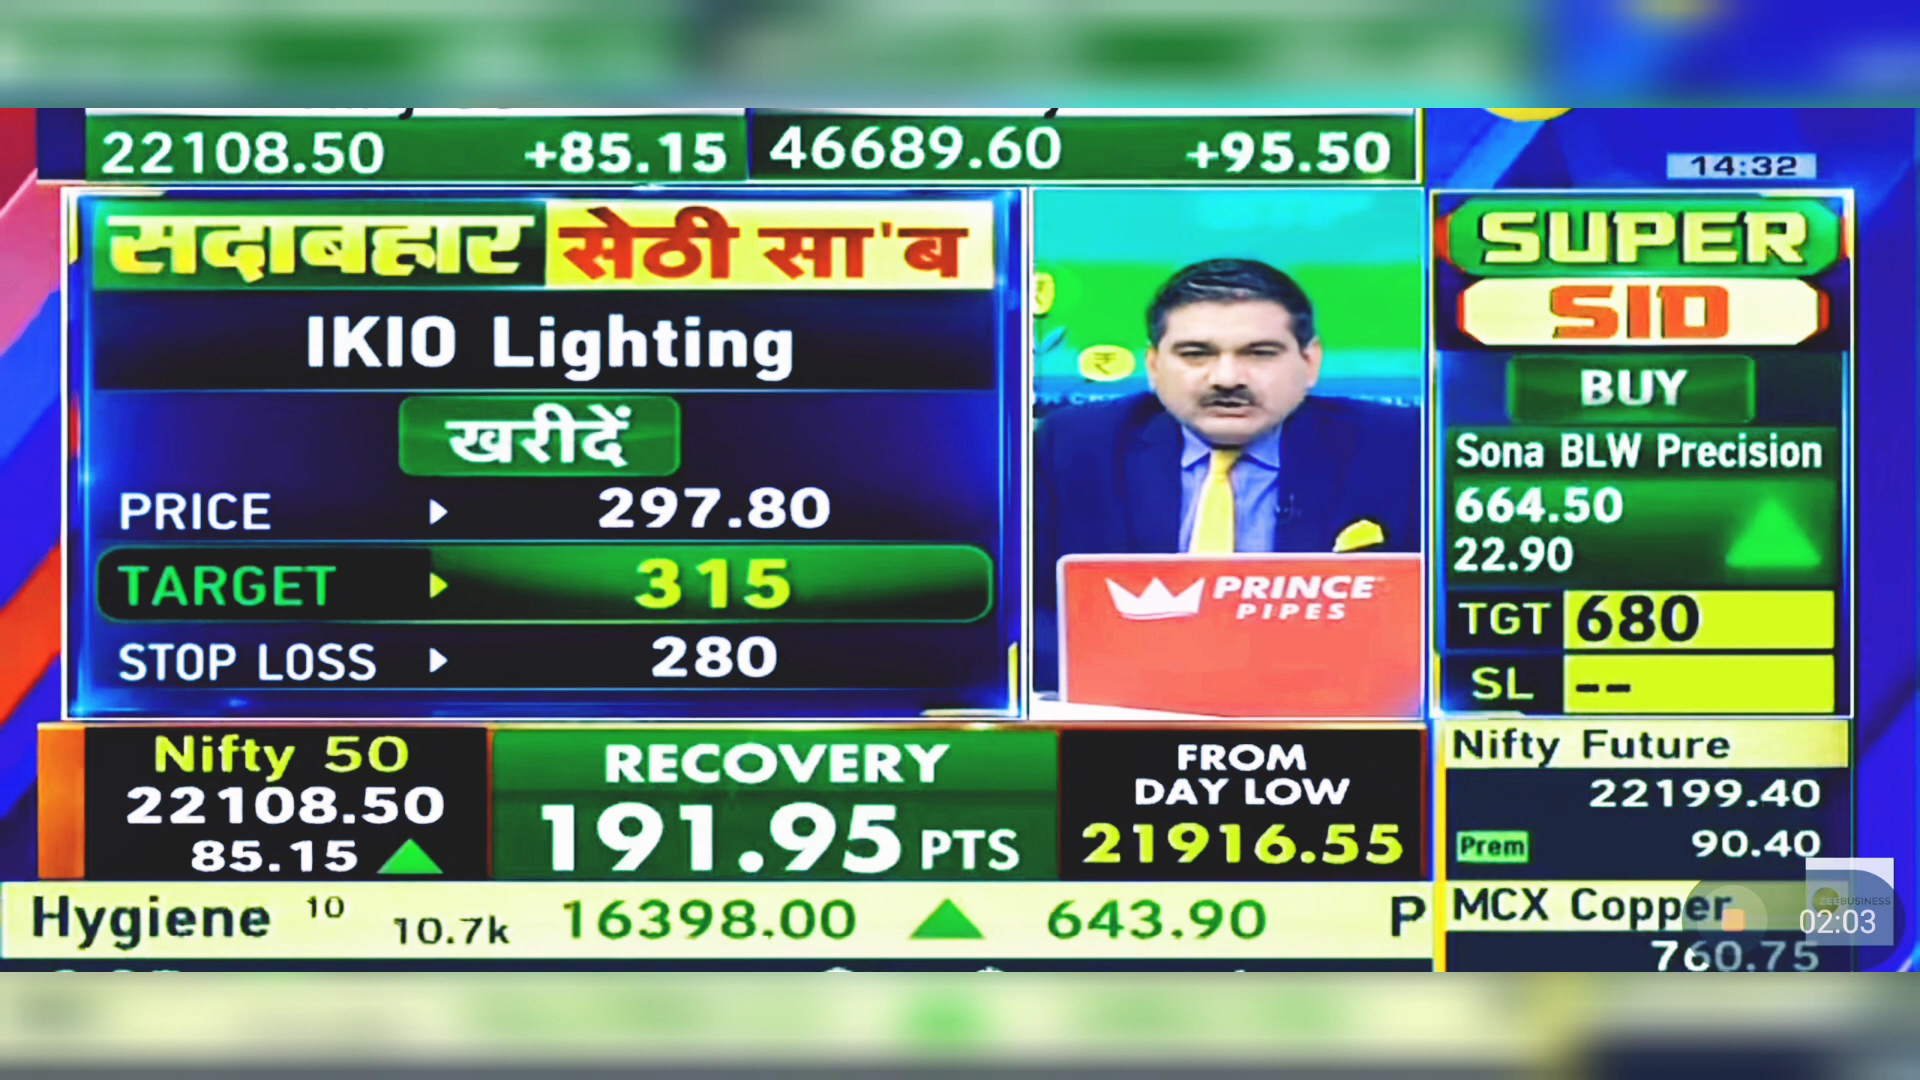 22108.50 +85.15 46689.60 +95.50
14:32
सदाबहार सेठी सा'ब
IKIO Lighting
खरीदें
PRICE 297.80
TARGET 315
STOP LOSS 280
₹
PRINCE
PIPES
SUPER
SID
BUY
Sona BLW Precision
664.50
22.90
TGT 680
SL --
Nifty 50
22108.50
85.15
RECOVERY
191.95 PTS
FROM
DAY LOW
21916.55
Nifty Future
22199.40
Prem 90.40
MCX Copper
760.75
ZEEBUSINESS
02:03
Hygiene 10 10.7k 16398.00 643.90 P